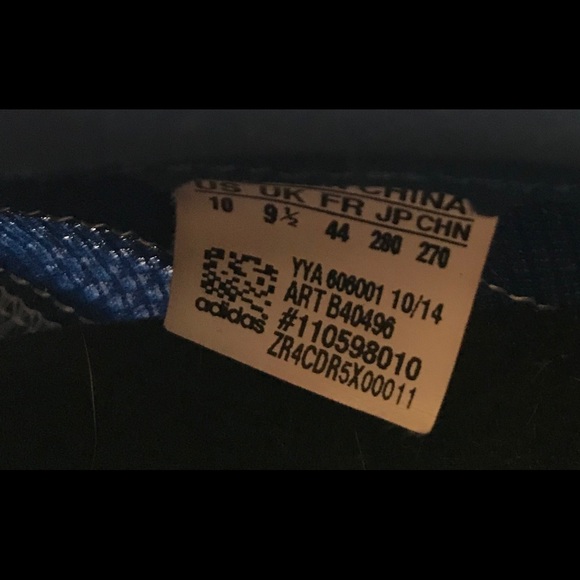 CHINA
US UK FR JP CHN
10 9½ 44 280 270
YYA 606001 10/14
ART B40496
#110598010
ZR4CDR5X00011
adidas